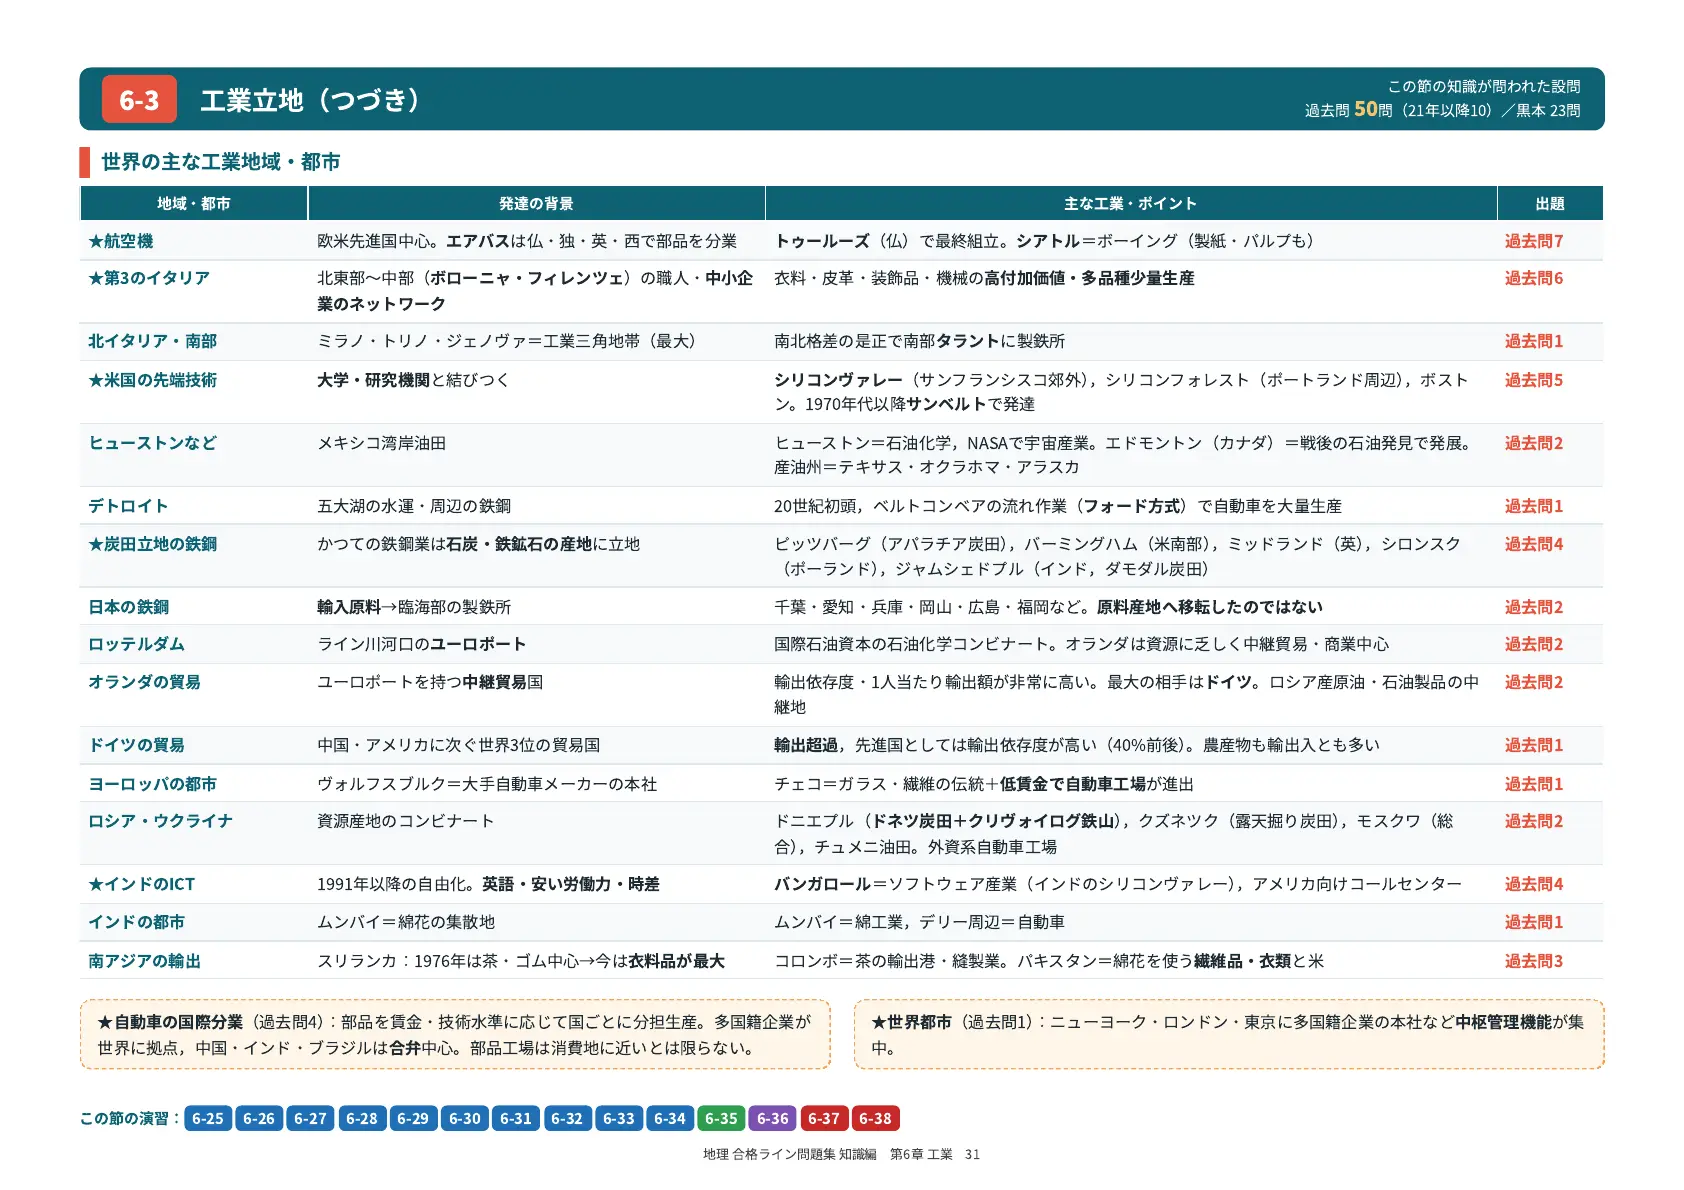 6-3 工業立地（つづき）
この節の知識が問われた設問
過去問 50問（21年以降10）／黒本 23問
世界の主な工業地域・都市
地域・都市 発達の背景 主な工業・ポイント 出題
★航空機 欧米先進国中心。エアバスは仏・独・英・西で部品を分業 トゥールーズ（仏）で最終組立。シアトル＝ボーイング（製紙・パルプも） 過去問7
★第3のイタリア 北東部〜中部（ボローニャ・フィレンツェ）の職人・中小企 衣料・皮革・装飾品・機械の高付加価値・多品種少量生産 過去問6
業のネットワーク
北イタリア・南部 ミラノ・トリノ・ジェノヴァ＝工業三角地帯（最大） 南北格差の是正で南部タラントに製鉄所 過去問1
★米国の先端技術 大学・研究機関と結びつく シリコンヴァレー（サンフランシスコ郊外），シリコンフォレスト（ポートランド周辺），ボスト 過去問5
ン。1970年代以降サンベルトで発達
ヒューストンなど メキシコ湾岸油田 ヒューストン＝石油化学，NASAで宇宙産業。エドモントン（カナダ）＝戦後の石油発見で発展。 過去問2
産油州＝テキサス・オクラホマ・アラスカ
デトロイト 五大湖の水運・周辺の鉄鋼 20世紀初頭，ベルトコンベアの流れ作業（フォード方式）で自動車を大量生産 過去問1
★炭田立地の鉄鋼 かつての鉄鋼業は石炭・鉄鉱石の産地に立地 ピッツバーグ（アパラチア炭田），バーミングハム（米南部），ミッドランド（英），シロンスク 過去問4
（ポーランド），ジャムシェドプル（インド，ダモダル炭田）
日本の鉄鋼 輸入原料→臨海部の製鉄所 千葉・愛知・兵庫・岡山・広島・福岡など。原料産地へ移転したのではない 過去問2
ロッテルダム ライン川河口のユーロポート 国際石油資本の石油化学コンビナート。オランダは資源に乏しく中継貿易・商業中心 過去問2
オランダの貿易 ユーロポートを持つ中継貿易国 輸出依存度・1人当たり輸出額が非常に高い。最大の相手はドイツ。ロシア産原油・石油製品の中 過去問2
継地
ドイツの貿易 中国・アメリカに次ぐ世界3位の貿易国 輸出超過，先進国としては輸出依存度が高い（40%前後）。農産物も輸出入とも多い 過去問1
ヨーロッパの都市 ヴォルフスブルク＝大手自動車メーカーの本社 チェコ＝ガラス・繊維の伝統＋低賃金で自動車工場が進出 過去問1
ロシア・ウクライナ 資源産地のコンビナート ドニエプル（ドネツ炭田＋クリヴォイログ鉄山），クズネツク（露天掘り炭田），モスクワ（総 過去問2
合），チュメニ油田。外資系自動車工場
★インドのICT 1991年以降の自由化。英語・安い労働力・時差 バンガロール＝ソフトウェア産業（インドのシリコンヴァレー），アメリカ向けコールセンター 過去問4
インドの都市 ムンバイ＝綿花の集散地 ムンバイ＝綿工業，デリー周辺＝自動車 過去問1
南アジアの輸出 スリランカ：1976年は茶・ゴム中心→今は衣料品が最大 コロンボ＝茶の輸出港・縫製業。パキスタン＝綿花を使う繊維品・衣類と米 過去問3
★自動車の国際分業（過去問4）：部品を賃金・技術水準に応じて国ごとに分担生産。多国籍企業が
世界に拠点，中国・インド・ブラジルは合弁中心。部品工場は消費地に近いとは限らない。
★世界都市（過去問1）：ニューヨーク・ロンドン・東京に多国籍企業の本社など中枢管理機能が集
中。
この節の演習： 6-25 6-26 6-27 6-28 6-29 6-30 6-31 6-32 6-33 6-34 6-35 6-36 6-37 6-38
地理 合格ライン問題集 知識編 第6章 工業 31